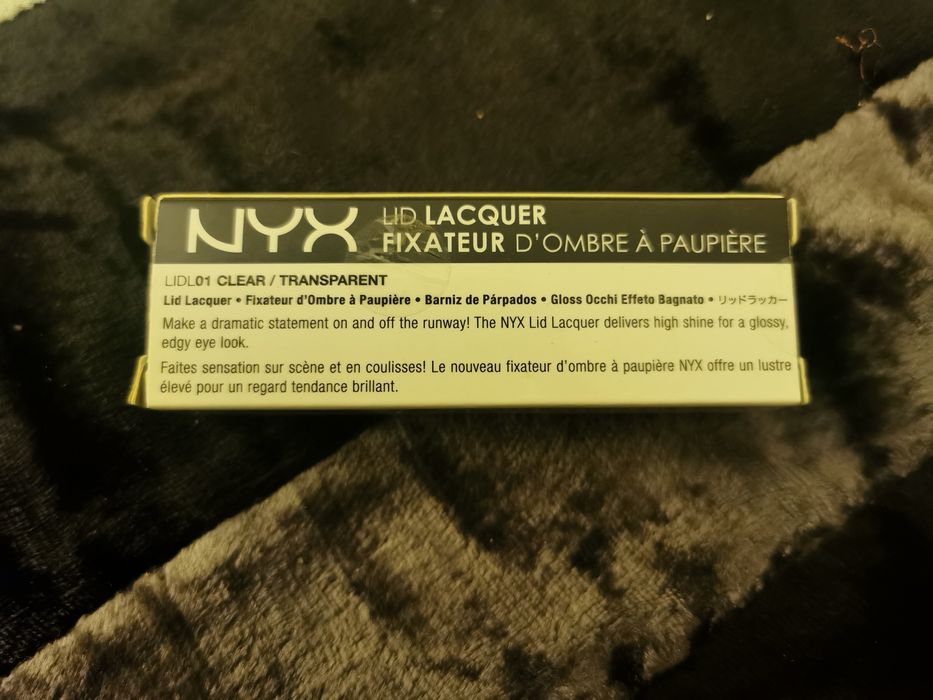 NYX
LID LACQUER
FIXATEUR D'OMBRE À PAUPIÈRE
LIDL01 CLEAR / TRANSPARENT
Lid Lacquer • Fixateur d'Ombre à Paupière • Barniz de Párpados • Gloss Occhi Effeto Bagnato • リッドラッカー
Make a dramatic statement on and off the runway! The NYX Lid Lacquer delivers high shine for a glossy,
edgy eye look.
Faites sensation sur scène et en coulisses! Le nouveau fixateur d'ombre à paupière NYX offre un lustre
élevé pour un regard tendance brillant.